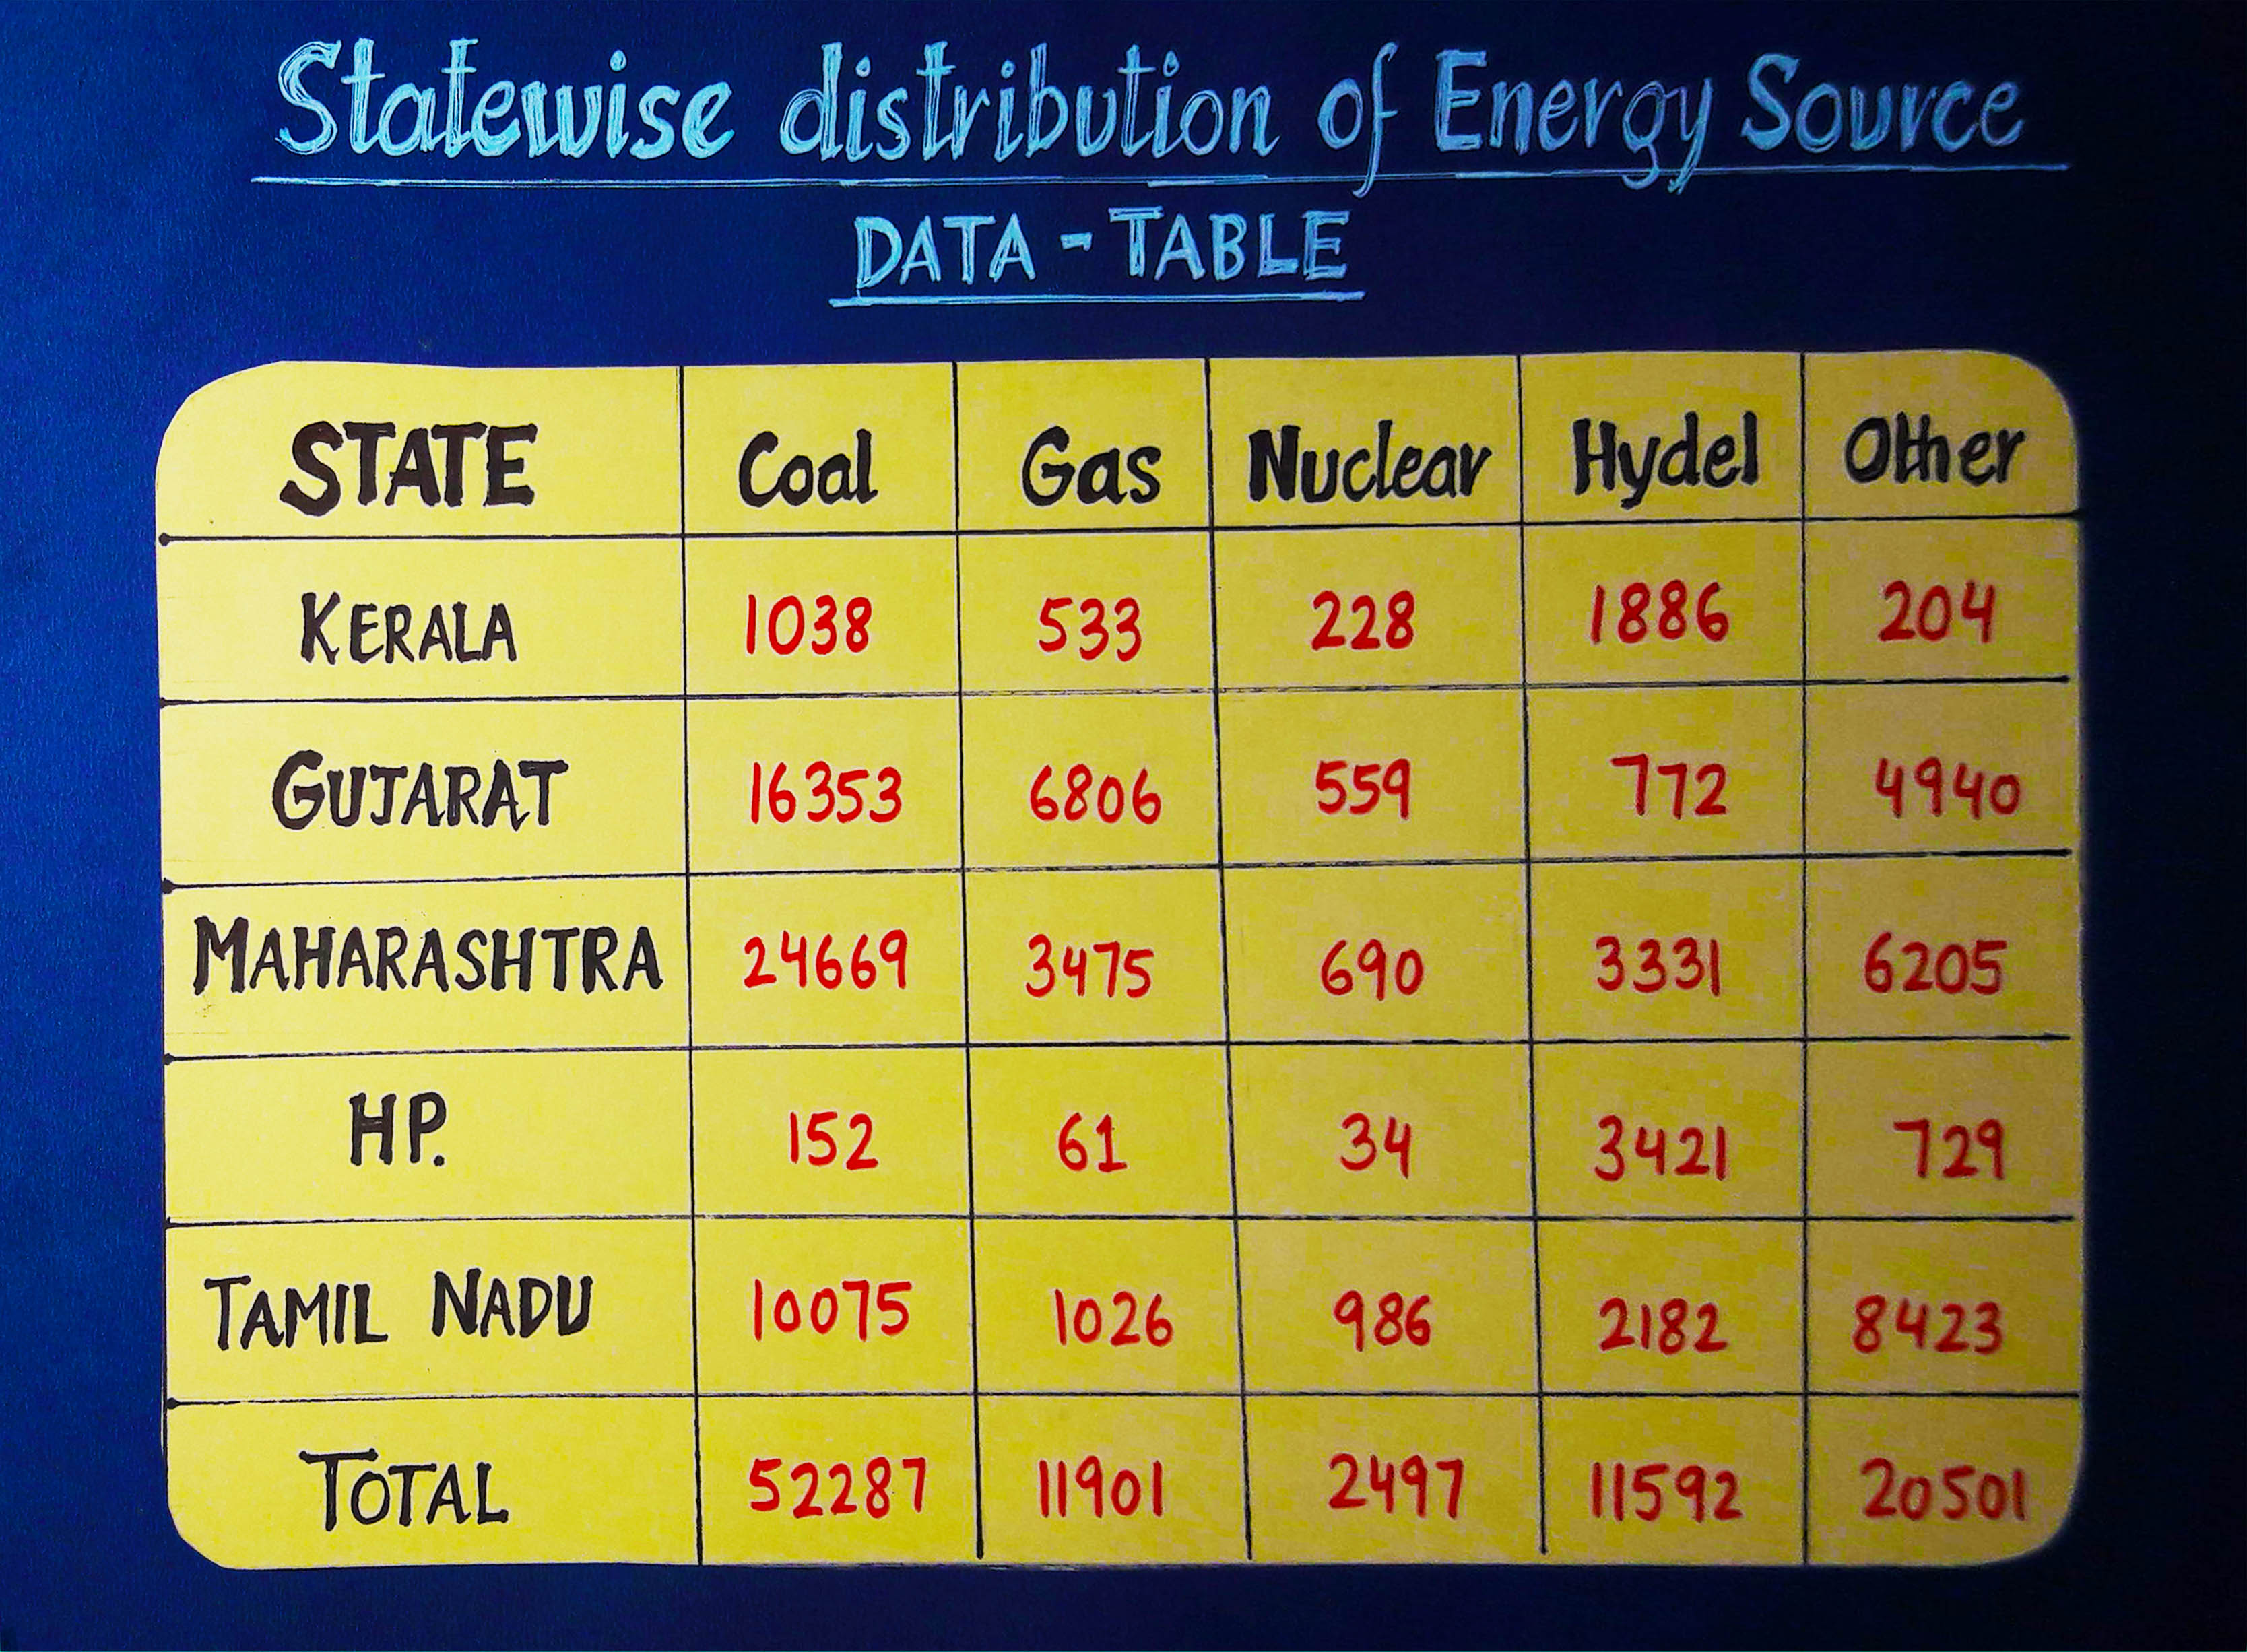 Statewise distribution of Energy Source
DATA - TABLE
STATE Coal Gas Nuclear Hydel Other
KERALA 1038 533 228 1886 204
GUJARAT 16353 6806 559 772 4940
MAHARASHTRA 24669 3475 690 3331 6205
HP. 152 61 34 3421 729
TAMIL NADU 10075 1026 986 2182 8423
TOTAL 52287 11901 2497 11592 20501